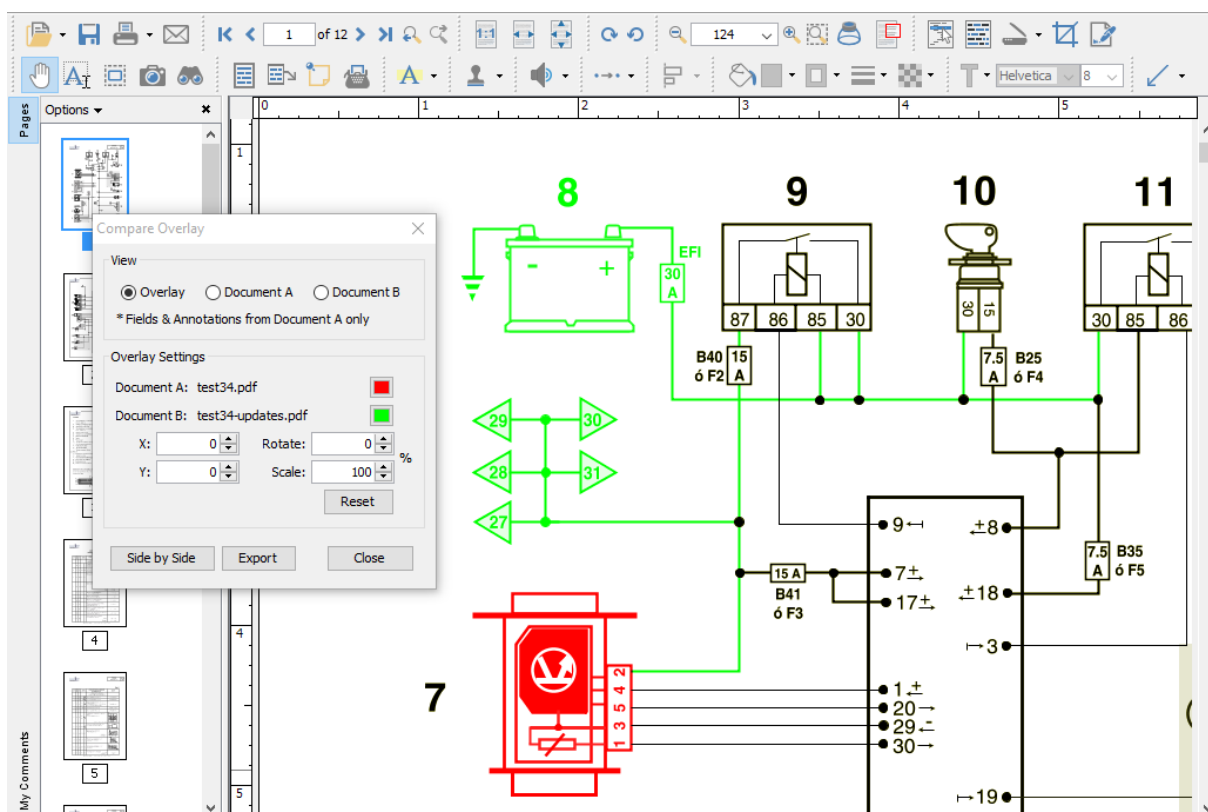 1 of 12
1:1
124
Helvetica 8
Pages
Options
0 1 2 3 4 5
1
4
5
4
5
My Comments
Compare Overlay
View
Overlay Document A Document B
* Fields & Annotations from Document A only
Overlay Settings
Document A: test34.pdf
Document B: test34-updates.pdf
X: 0 Rotate: 0
Y: 0 Scale: 100 %
Reset
Side by Side Export Close
8 9 10 11
- +
EFI
30 A
87 86 85 30
30 15
30 85 86
B40 ó F2
15 A
7.5 A
B25 ó F4
29 30
28 31
27
9
±8
7±
17±
15 A
B41
ó F3
7.5 A
B35
ó F5
±18
3
7
2
4
5
3
1
1±
20
29-
30
19